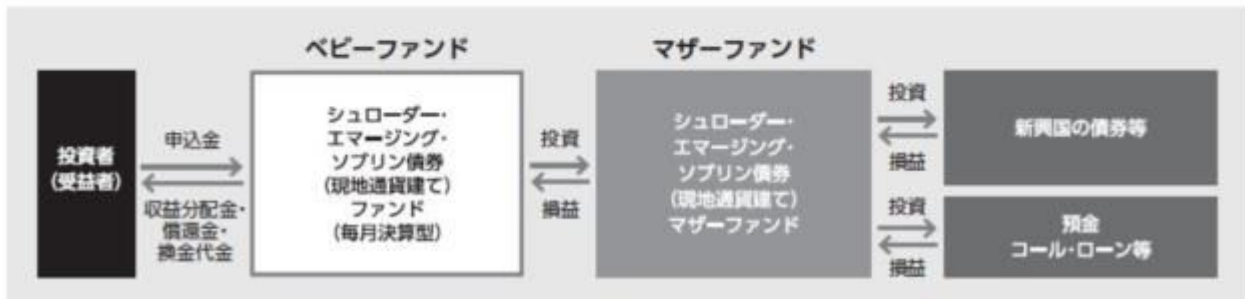 ベビーファンド
マザーファンド
投資者
(受益者)
申込金
収益分配金・
償還金・
換金代金
シュローダー・
エマージング・
ソブリン債券
(現地通貨建て)
ファンド
(毎月決算型)
投資
損益
シュローダー・
エマージング・
ソブリン債券
(現地通貨建て)
マザーファンド
投資
損益
新興国の債券等
投資
損益
預金
コール・ローン等